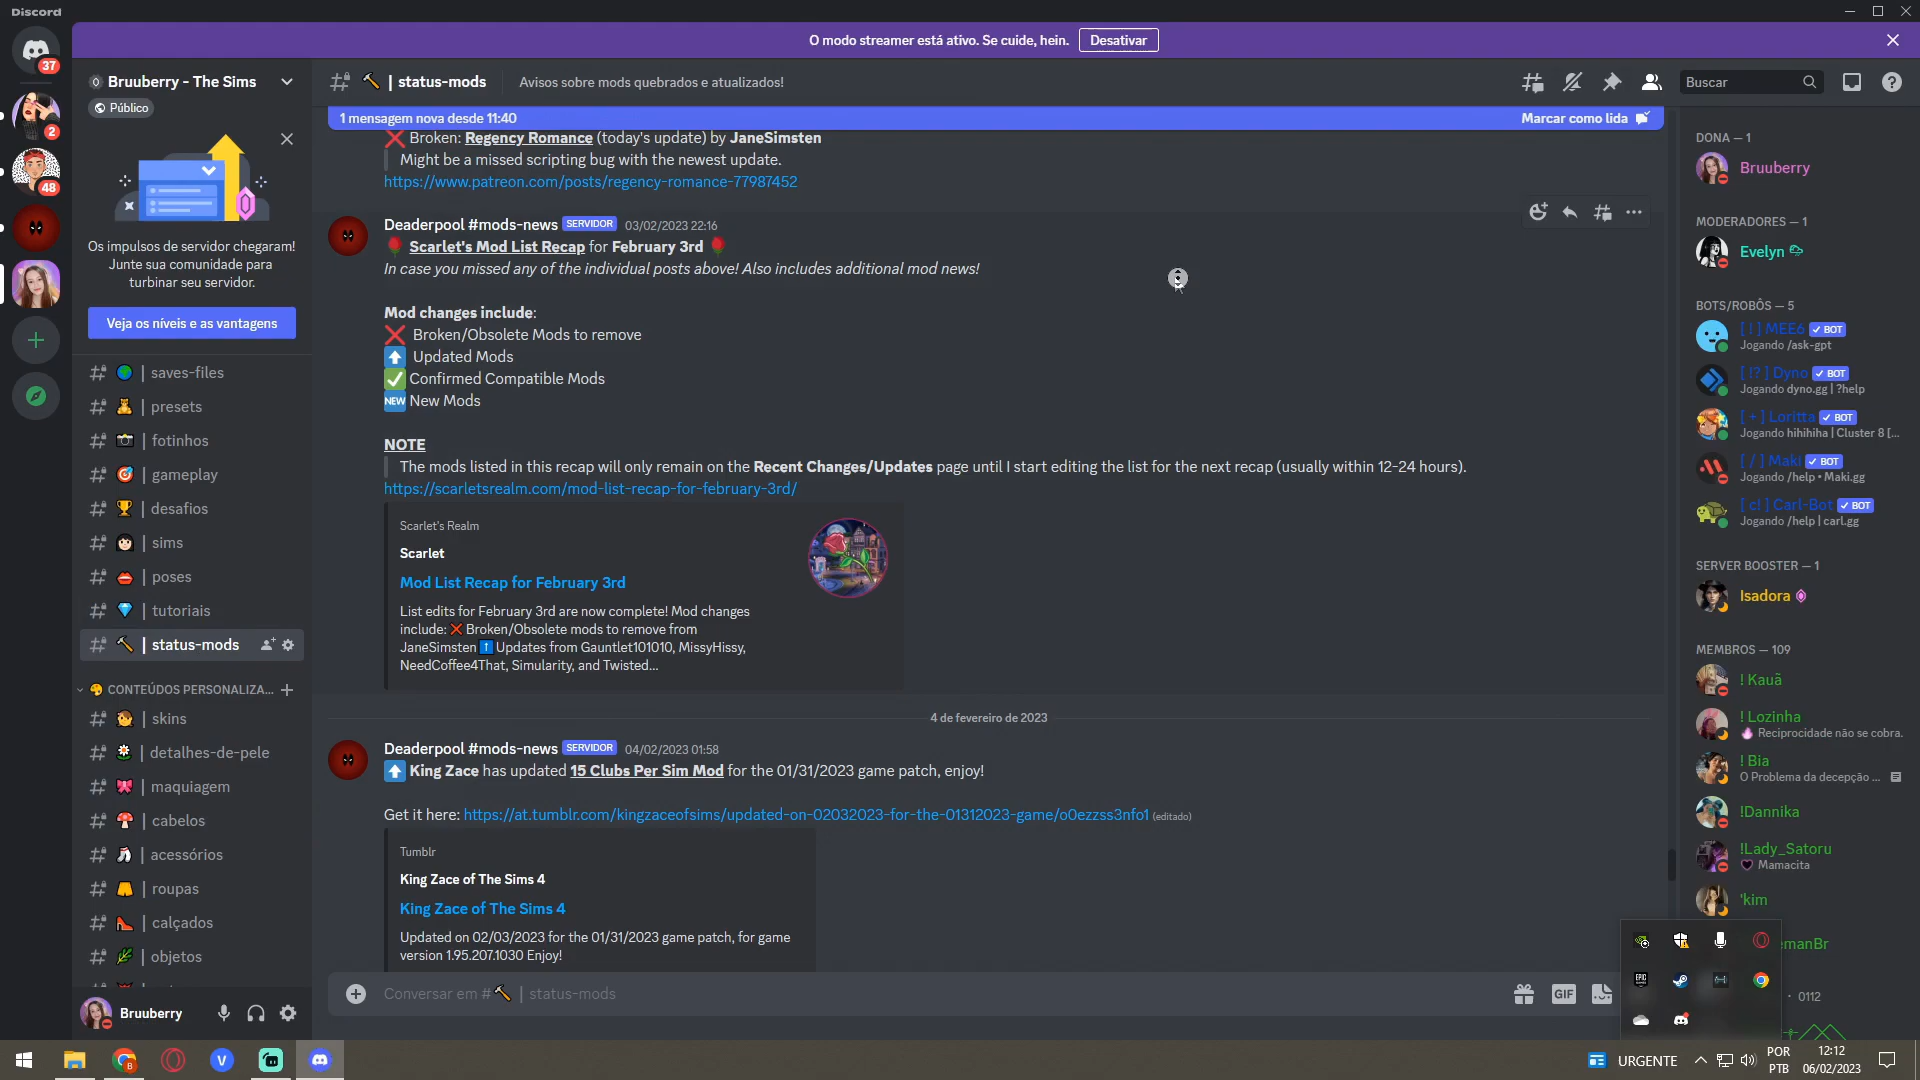 Discord
O modo streamer está ativo. Se cuide, hein.
Desativar
37
2
48
Bruuberry - The Sims
Público
Os impulsos de servidor chegaram!
Junte sua comunidade para
turbinar seu servidor.
Veja os níveis e as vantagens
| saves-files
| presets
| fotinhos
| gameplay
| desafios
| sims
| poses
| tutoriais
| status-mods
CONTEÚDOS PERSONALIZA...
| skins
| detalhes-de-pele
| maquiagem
| cabelos
| acessórios
| roupas
| calçados
| objetos
Bruuberry
| status-mods
Avisos sobre mods quebrados e atualizados!
Buscar
1 mensagem nova desde 11:40
Marcar como lida
❌ Broken: Regency Romance (today's update) by JaneSimsten
Might be a missed scripting bug with the newest update.
https://www.patreon.com/posts/regency-romance-77987452
Deaderpool #mods-news SERVIDOR 03/02/2023 22:16
🌹 Scarlet's Mod List Recap for February 3rd 🌹
In case you missed any of the individual posts above! Also includes additional mod news!
Mod changes include:
❌ Broken/Obsolete Mods to remove
⬆️ Updated Mods
✅ Confirmed Compatible Mods
🆕 New Mods
NOTE
The mods listed in this recap will only remain on the Recent Changes/Updates page until I start editing the list for the next recap (usually within 12-24 hours).
https://scarletsrealm.com/mod-list-recap-for-february-3rd/
Scarlet's Realm
Scarlet
Mod List Recap for February 3rd
List edits for February 3rd are now complete! Mod changes
include: ❌ Broken/Obsolete mods to remove from
JaneSimsten ⬆️ Updates from Gauntlet101010, MissyHissy,
NeedCoffee4That, Simularity, and Twisted...
4 de fevereiro de 2023
Deaderpool #mods-news SERVIDOR 04/02/2023 01:58
⬆️ King Zace has updated 15 Clubs Per Sim Mod for the 01/31/2023 game patch, enjoy!
Get it here: https://at.tumblr.com/kingzaceofsims/updated-on-02032023-for-the-01312023-game/o0ezzss3nfo1 (editado)
Tumblr
King Zace of The Sims 4
King Zace of The Sims 4
Updated on 02/03/2023 for the 01/31/2023 game patch, for game
version 1.95.207.1030 Enjoy!
Conversar em #🔨 | status-mods
GIF
DONA — 1
Bruuberry
MODERADORES — 1
Evelyn
BOTS/ROBÔS — 5
[ ! ] MEE6 ✓ BOT
Jogando /ask-gpt
[ !? ] Dyno ✓ BOT
Jogando dyno.gg | ?help
[ + ] Loritta ✓ BOT
Jogando hihihiha | Cluster 8 [...
[ / ] Maki ✓ BOT
Jogando /help • Maki.gg
[ c! ] Carl-Bot ✓ BOT
Jogando /help | carl.gg
SERVER BOOSTER — 1
Isadora
MEMBROS — 109
! Kauã
! Lozinha
Reciprocidade não se cobra.
! Bia
O Problema da decepção ...
!Dannika
!Lady_Satoru
Mamacita
'kim
emanBr
0112
EPIC
URGENTE
POR
PTB
12:12
06/02/2023